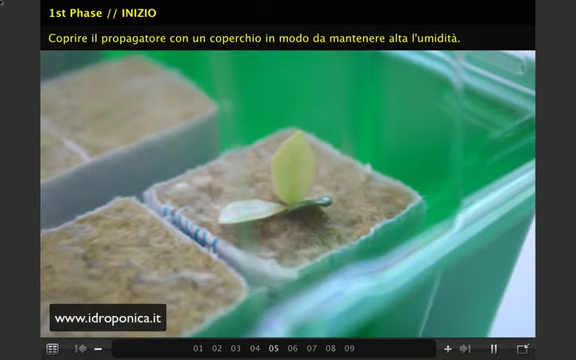 1st Phase // INIZIO
Coprire il propagatore con un coperchio in modo da mantenere alta l'umidità.
www.idroponica.it
01 02 03 04 05 06 07 08 09